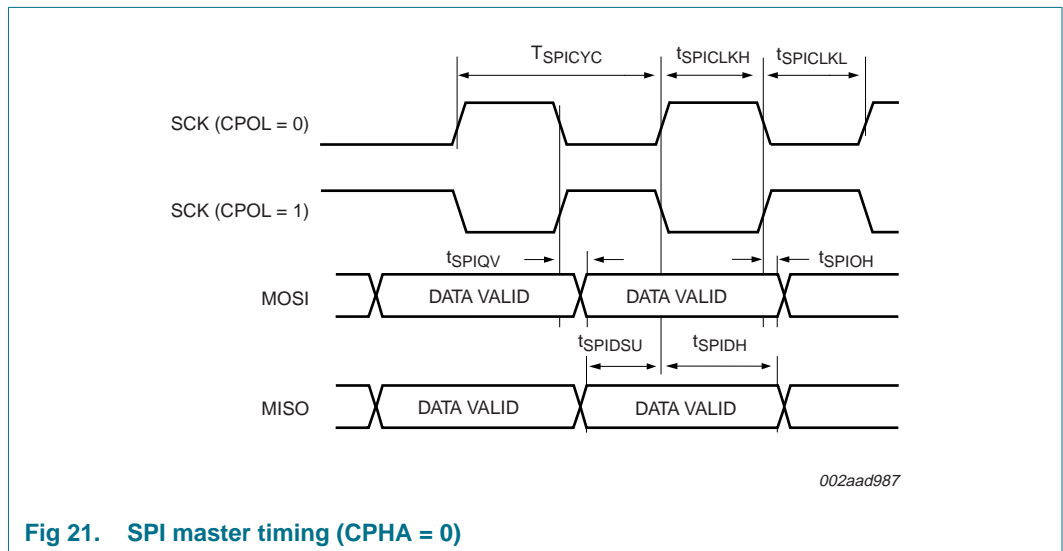 TSPICYC tSPICLKH tSPICLKL
SCK (CPOL = 0)
SCK (CPOL = 1)
tSPIQV tSPIOH
MOSI DATA VALID DATA VALID
tSPIDSU tSPIDH
MISO DATA VALID DATA VALID
002aad987
Fig 21. SPI master timing (CPHA = 0)